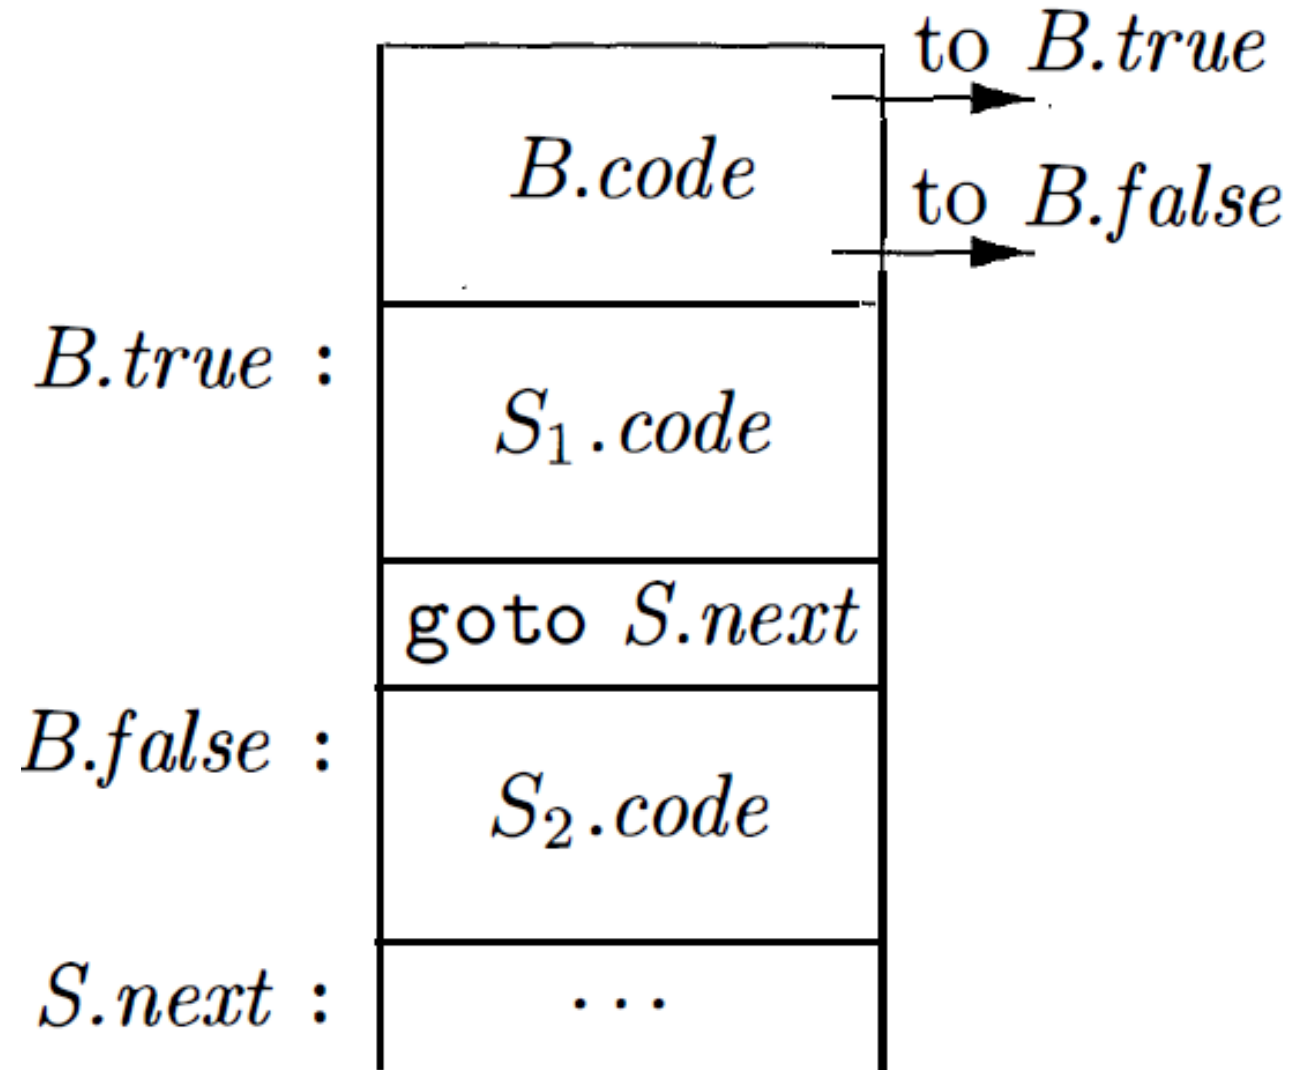 to B.true
B.code
to B.false
B.true :
S₁.code
goto S.next
B.false :
S₂.code
S.next :
...